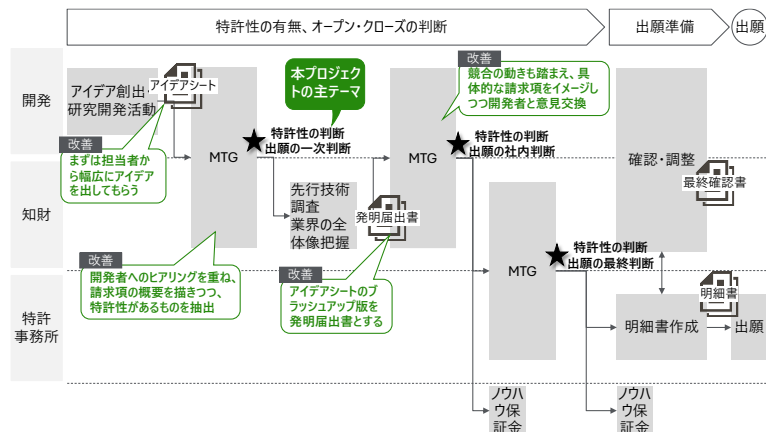 特許性の有無、オープン・クローズの判断
出願準備
出願
開発
アイデア創出・
研究開発活動
アイデアシート
改善
まずは担当者か
ら幅広にアイデア
を出してもらう
MTG
本プロジェク
トの主テーマ
特許性の判断
出願の一次判断
改善
競合の動きも踏まえ、具
体的な請求項をイメージし
つつ開発者と意見交換
MTG
特許性の判断
出願の社内判断
確認・調整
最終確認書
知財
先行技術
調査
業界の全
体像把握
発明届出書
改善
開発者へのヒアリングを重ね、
請求項の概要を描きつつ、
特許性があるものを抽出
改善
アイデアシートのブ
ラッシュアップ版を
発明届出書とする
MTG
特許性の判断
出願の最終判断
特許
事務所
明細書
明細書作成
出願
ノウハ
ウ保
証金
ノウハ
ウ保
証金